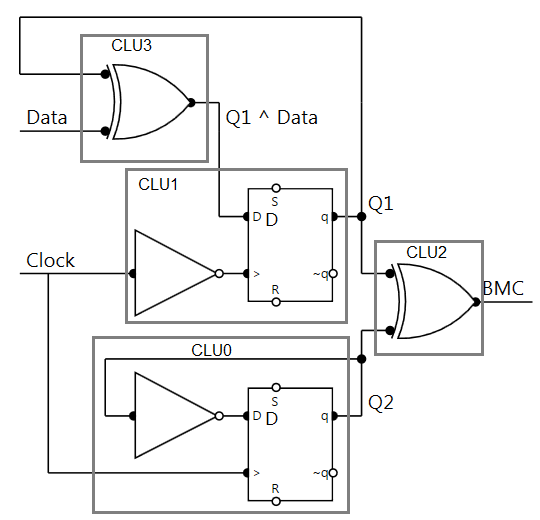 CLU3
Data
Q1 ^ Data
CLU1
S
D
D
q
Q1
>
~q
R
Clock
CLU2
BMC
CLU0
S
D
D
q
Q2
>
~q
R